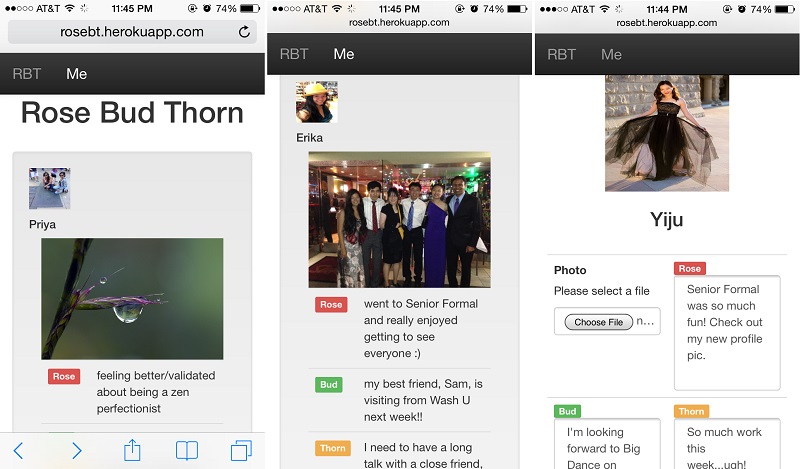 ●●○○○ AT&T 11:45 PM 74%
rosebt.herokuapp.com
RBT Me
Rose Bud Thorn
Priya
Rose feeling better/validated
about being a zen
perfectionist
●●○○○ AT&T 11:45 PM 74%
rosebt.herokuapp.com
RBT Me
Erika
Rose went to Senior Formal
and really enjoyed
getting to see
everyone :)
Bud my best friend, Sam, is
visiting from Wash U
next week!!
Thorn I need to have a long
talk with a close friend,
●●●○○ AT&T 11:44 PM 74%
rosebt.herokuapp.com
RBT Me
Yiju
Photo
Please select a file
Choose File n...
Rose
Senior Formal
was so much
fun! Check out
my new profile
pic.
Bud
I'm looking
forward to Big
Dance on
Thorn
So much work
this
week...ugh!